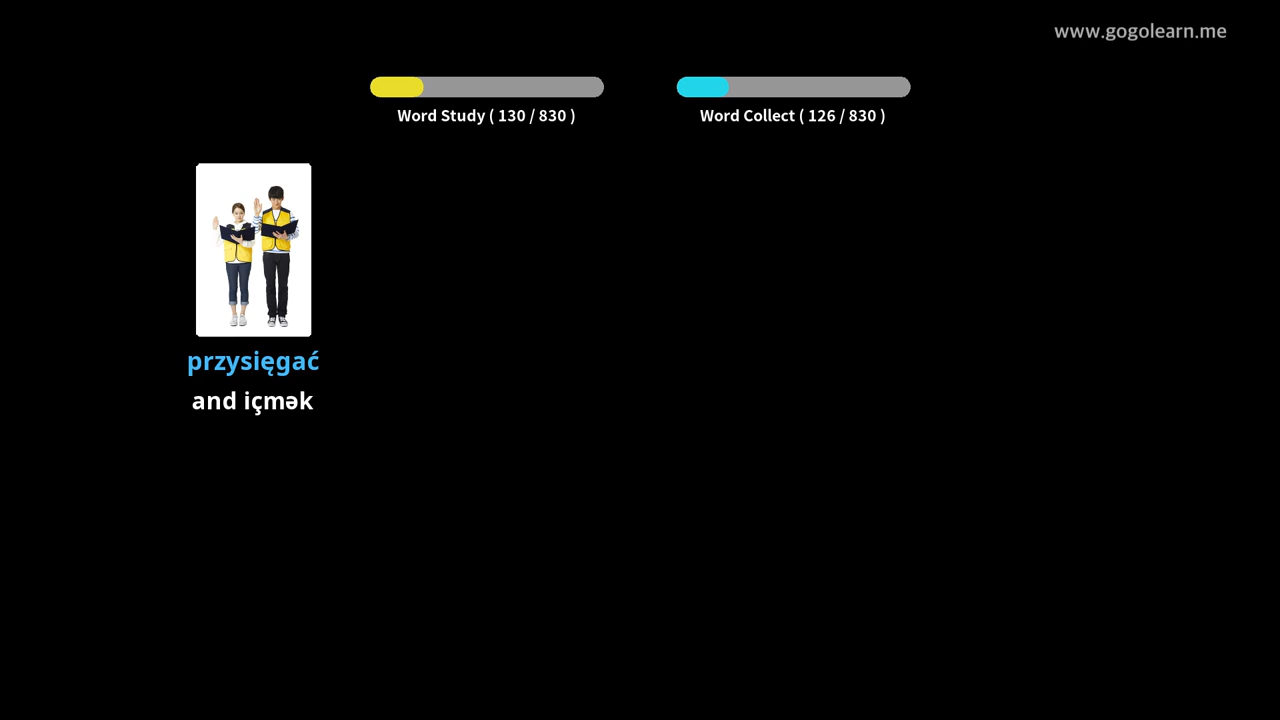 www.gogolearn.me
Word Study ( 130 / 830 )
Word Collect ( 126 / 830 )
przysięgać
and içmək